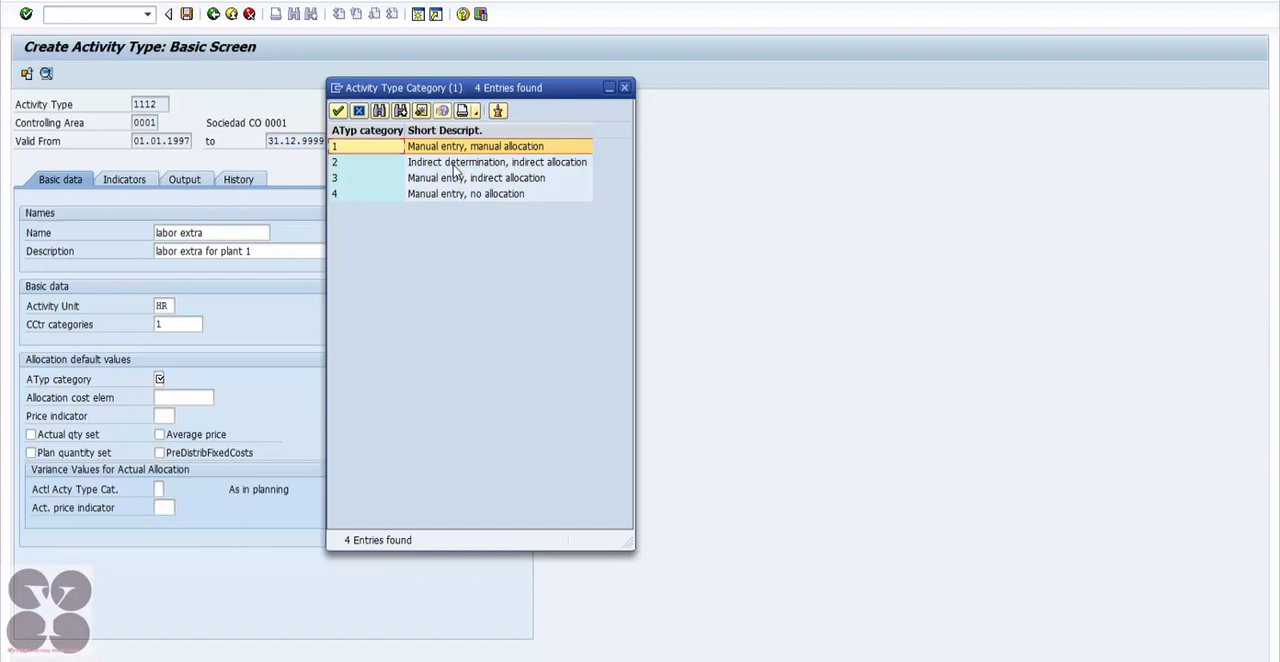 Create Activity Type: Basic Screen
Activity Type 1112
Controlling Area 0001 Sociedad CO 0001
Valid From 01.01.1997 to 31.12.9999
Basic data Indicators Output History
Names
Name labor extra
Description labor extra for plant 1
Basic data
Activity Unit HR
CCtr categories 1
Allocation default values
ATyp category
Allocation cost elem
Price indicator
Actual qty set Average price
Plan quantity set PreDistribFixedCosts
Variance Values for Actual Allocation
Actl Acty Type Cat. As in planning
Act. price indicator
Activity Type Category (1) 4 Entries found
ATyp category Short Descript.
1 Manual entry, manual allocation
2 Indirect determination, indirect allocation
3 Manual entry, indirect allocation
4 Manual entry, no allocation
4 Entries found